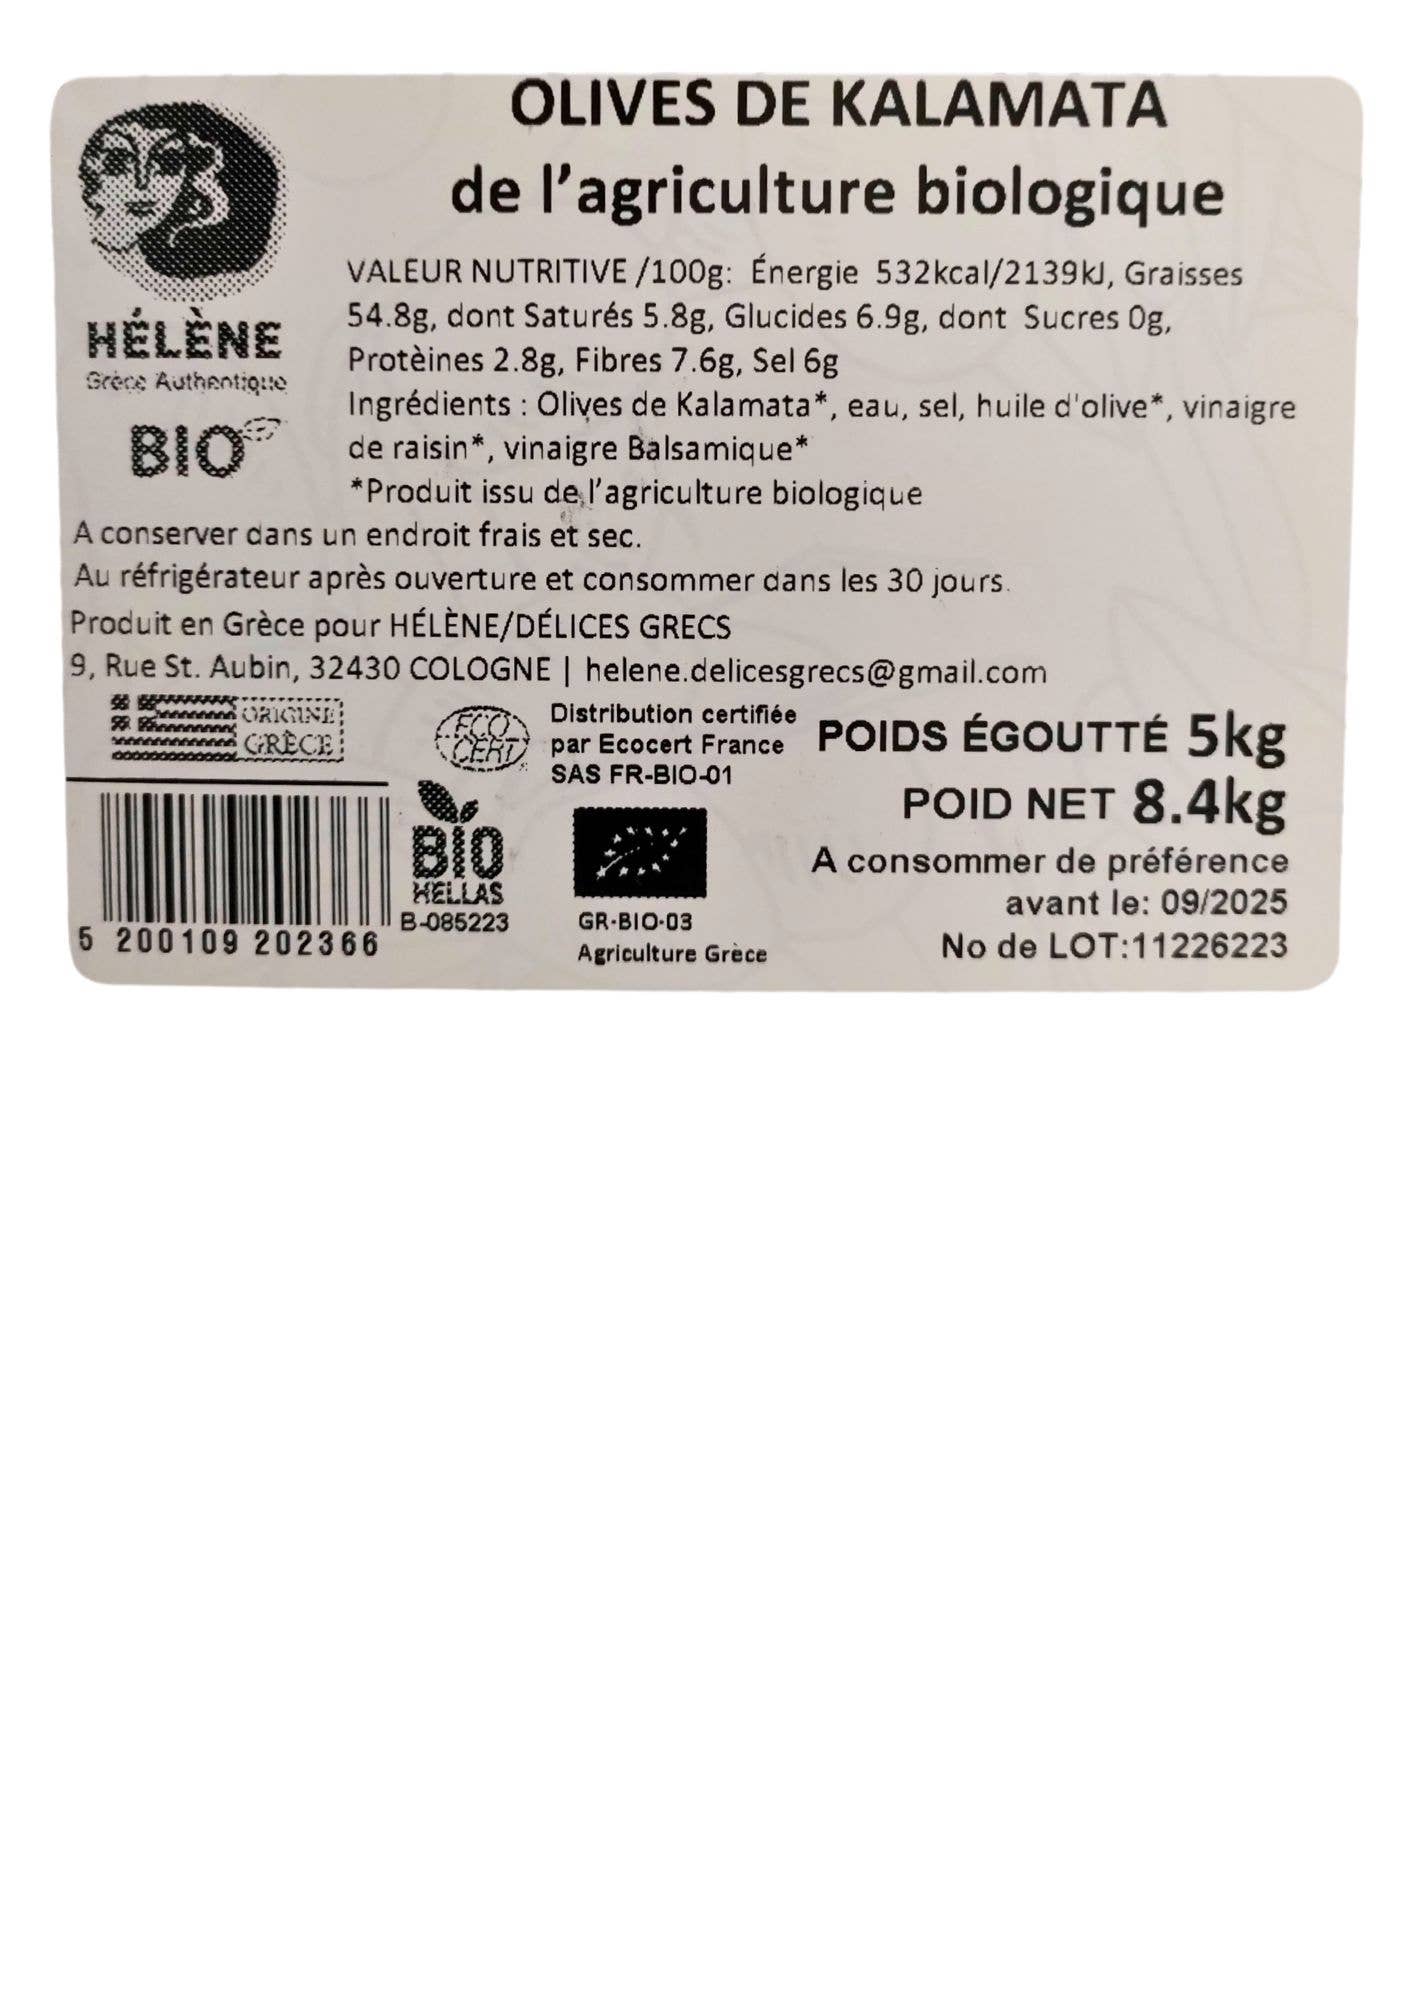 OLIVES DE KALAMATA
de l’agriculture biologique
HÉLÈNE
Grèce Authentique
BIO
VALEUR NUTRITIVE /100g: Énergie 532kcal/2139kJ, Graisses
54.8g, dont Saturés 5.8g, Glucides 6.9g, dont Sucres 0g,
Protèines 2.8g, Fibres 7.6g, Sel 6g
Ingrédients : Olives de Kalamata*, eau, sel, huile d'olive*, vinaigre
de raisin*, vinaigre Balsamique*
*Produit issu de l’agriculture biologique
A conserver dans un endroit frais et sec.
Au réfrigérateur après ouverture et consommer dans les 30 jours.
Produit en Grèce pour HÉLÈNE/DÉLICES GRECS
9, Rue St. Aubin, 32430 COLOGNE | helene.delicesgrecs@gmail.com
ORIGINE
GRÈCE
ECO
CERT
Distribution certifiée
par Ecocert France
SAS FR-BIO-01
POIDS ÉGOUTTÉ 5kg
POID NET 8.4kg
A consommer de préférence
avant le: 09/2025
No de LOT:11226223
BIO
HELLAS
B-085223
GR-BIO-03
Agriculture Grèce
5 200109 202366